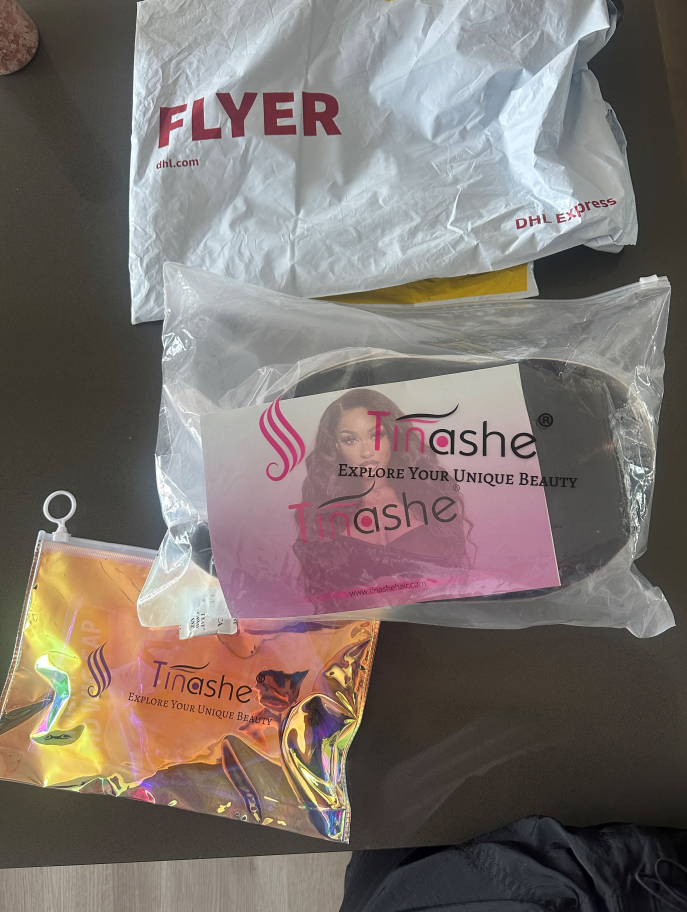 FLYER
dhl.com
DHL Express
Tinashe®
EXPLORE YOUR UNIQUE BEAUTY
Tinashe®
www.tinashehair.com
Tinashe®
EXPLORE YOUR UNIQUE BEAUTY